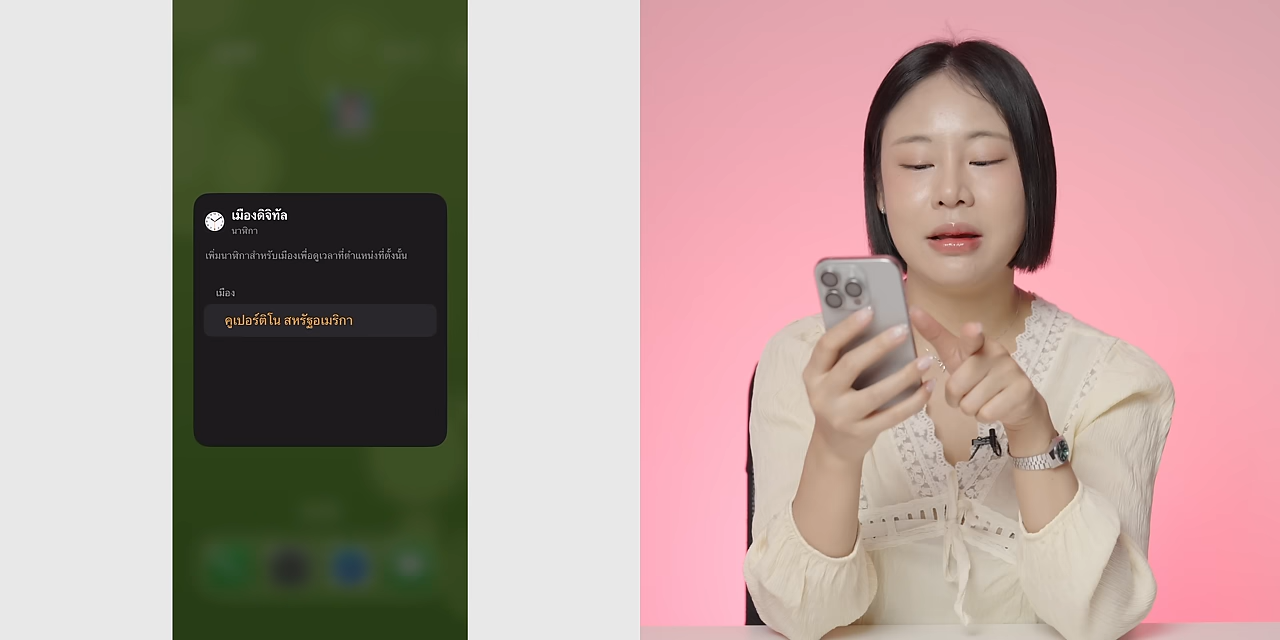 เมืองดิจิทัล
นาฬิกา
เพิ่มนาฬิกาสำหรับเมืองเพื่อดูเวลาที่ตำแหน่งที่ตั้งนั้น
เมือง
คูเปอร์ติโน สหรัฐอเมริกา